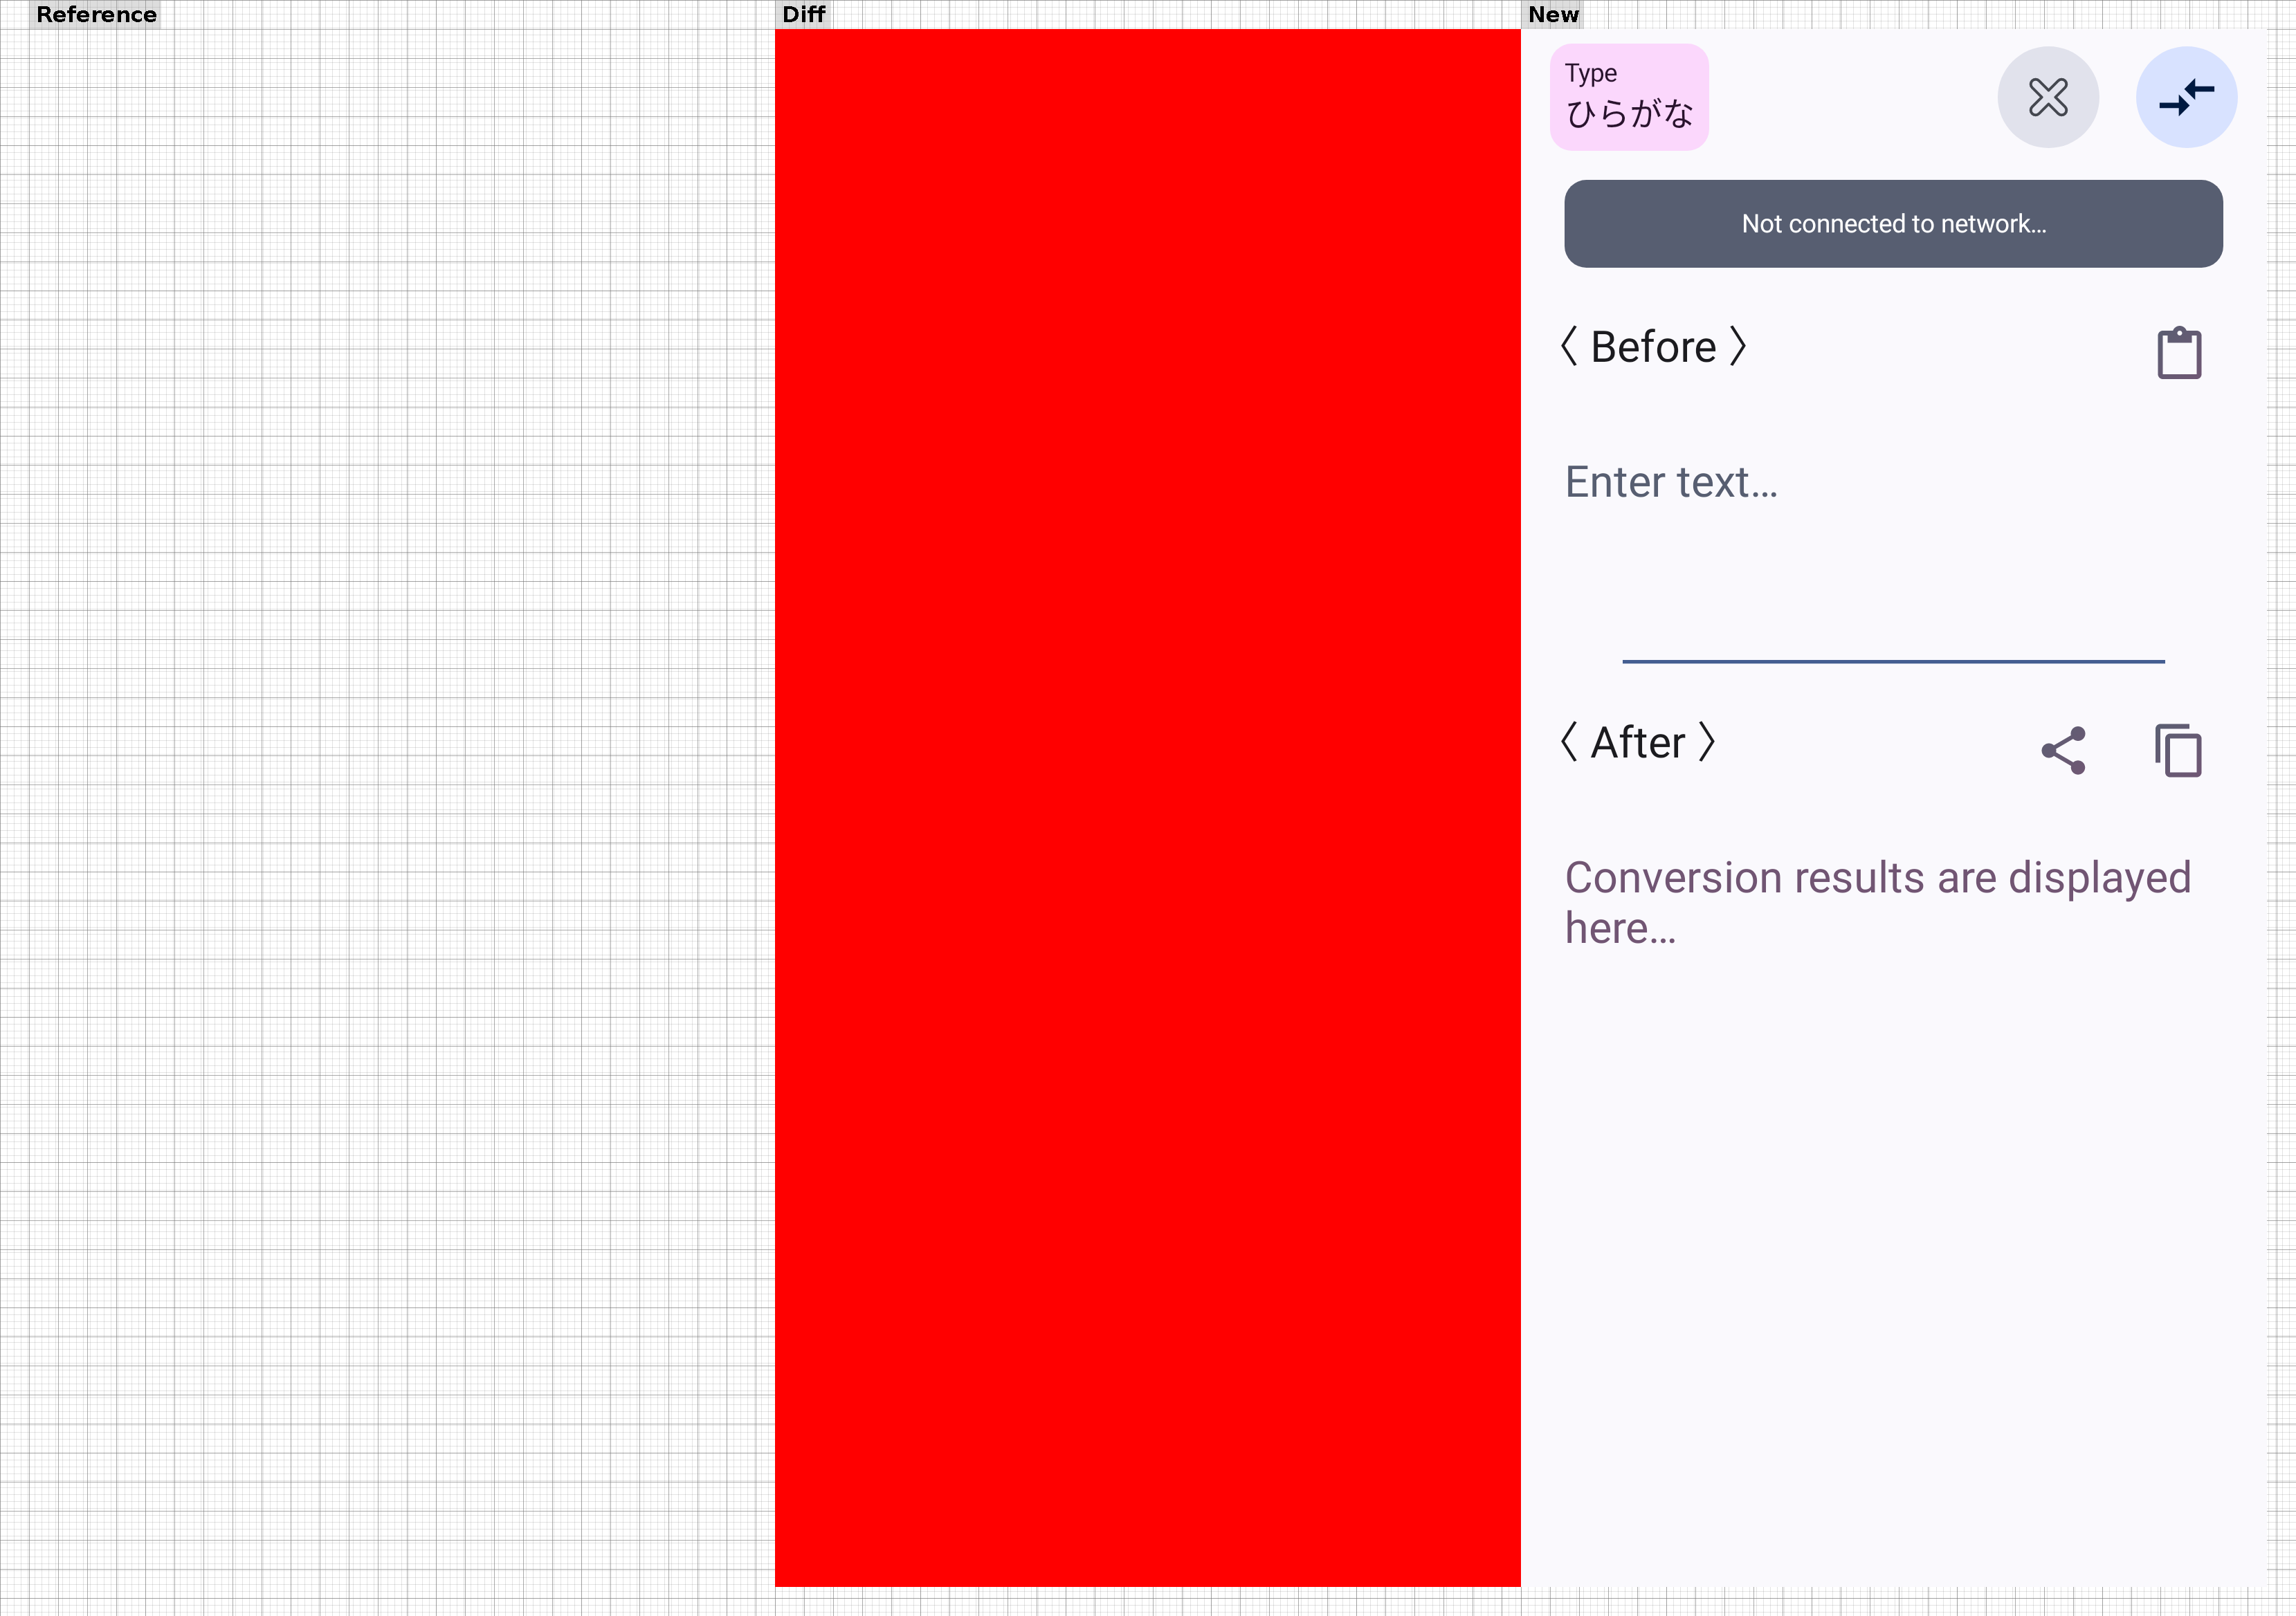 Reference
Diff
New
Type
ひらがな
Not connected to network...
〈 Before 〉
Enter text...
〈 After 〉
Conversion results are displayed
here...